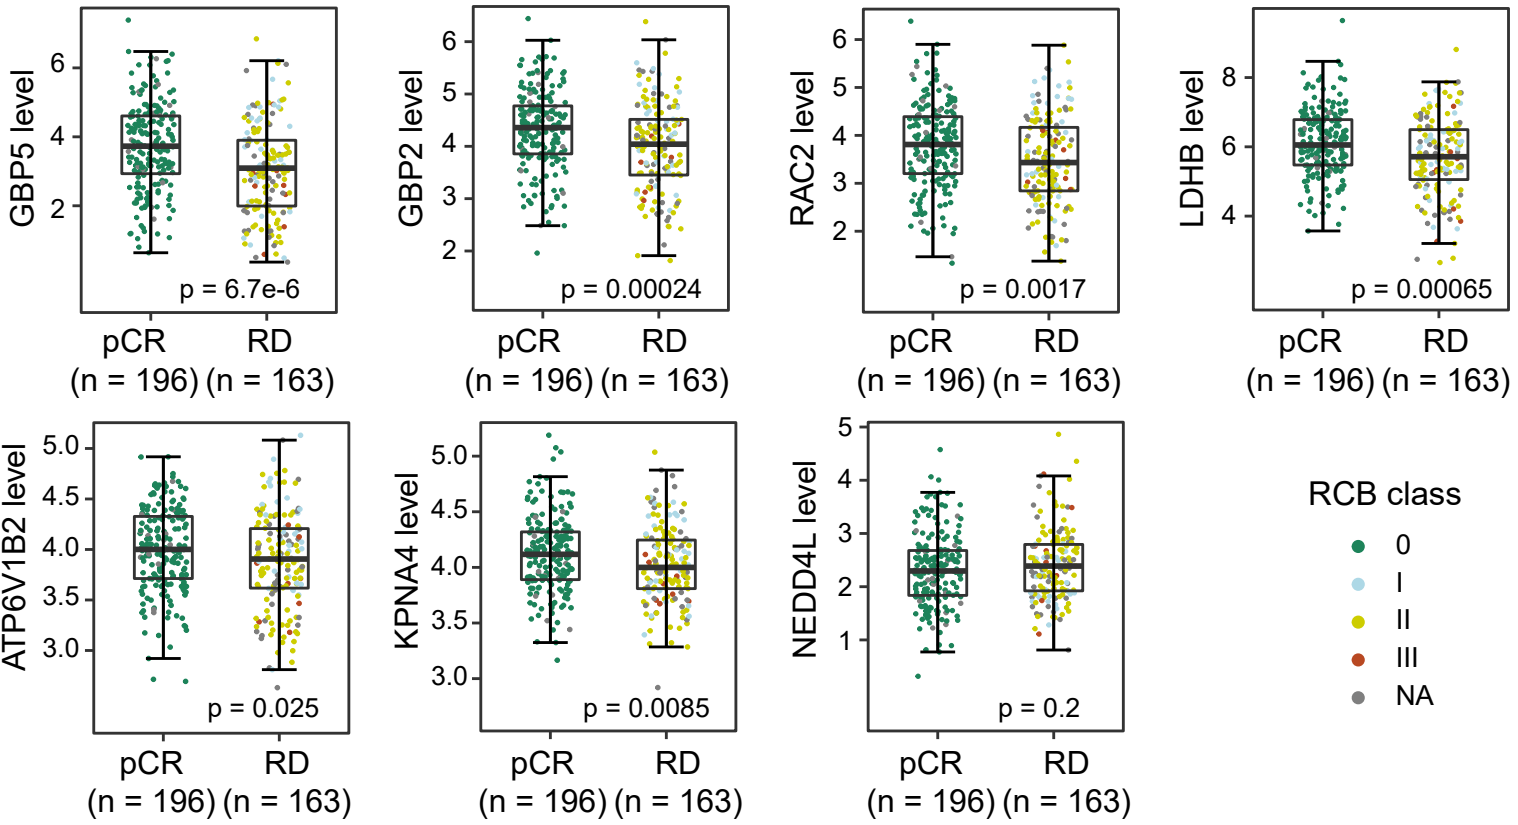 GBP5 level
6
4
2
p = 6.7e-6
pCR
RD
(n = 196) (n = 163)
GBP2 level
6
5
4
3
2
p = 0.00024
pCR
RD
(n = 196) (n = 163)
RAC2 level
6
5
4
3
2
p = 0.0017
pCR
RD
(n = 196) (n = 163)
LDHB level
8
6
4
p = 0.00065
pCR
RD
(n = 196) (n = 163)
ATP6V1B2 level
5.0
4.5
4.0
3.5
3.0
p = 0.025
pCR
RD
(n = 196) (n = 163)
KPNA4 level
5.0
4.5
4.0
3.5
3.0
p = 0.0085
pCR
RD
(n = 196) (n = 163)
NEDD4L level
5
4
3
2
1
p = 0.2
pCR
RD
(n = 196) (n = 163)
RCB class
0
I
II
III
NA